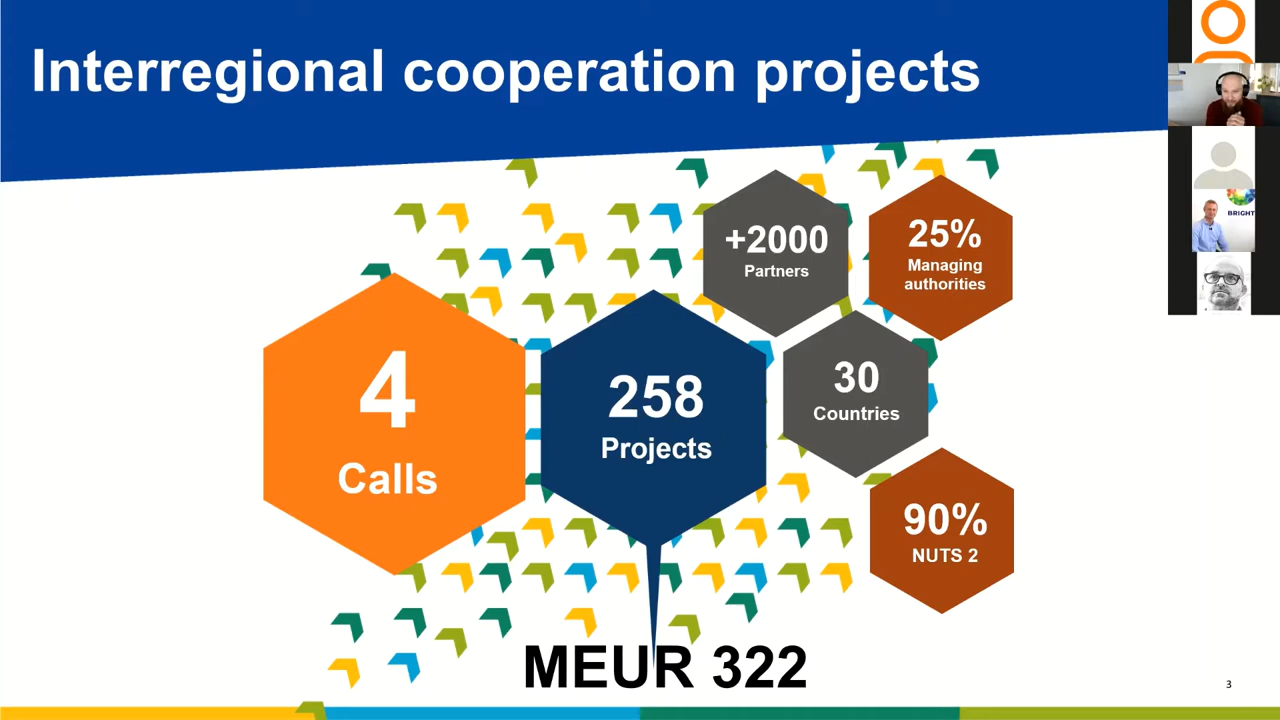 Interregional cooperation projects
+2000
Partners
25%
Managing
authorities
4
Calls
258
Projects
30
Countries
90%
NUTS 2
MEUR 322
3
BRIGHT